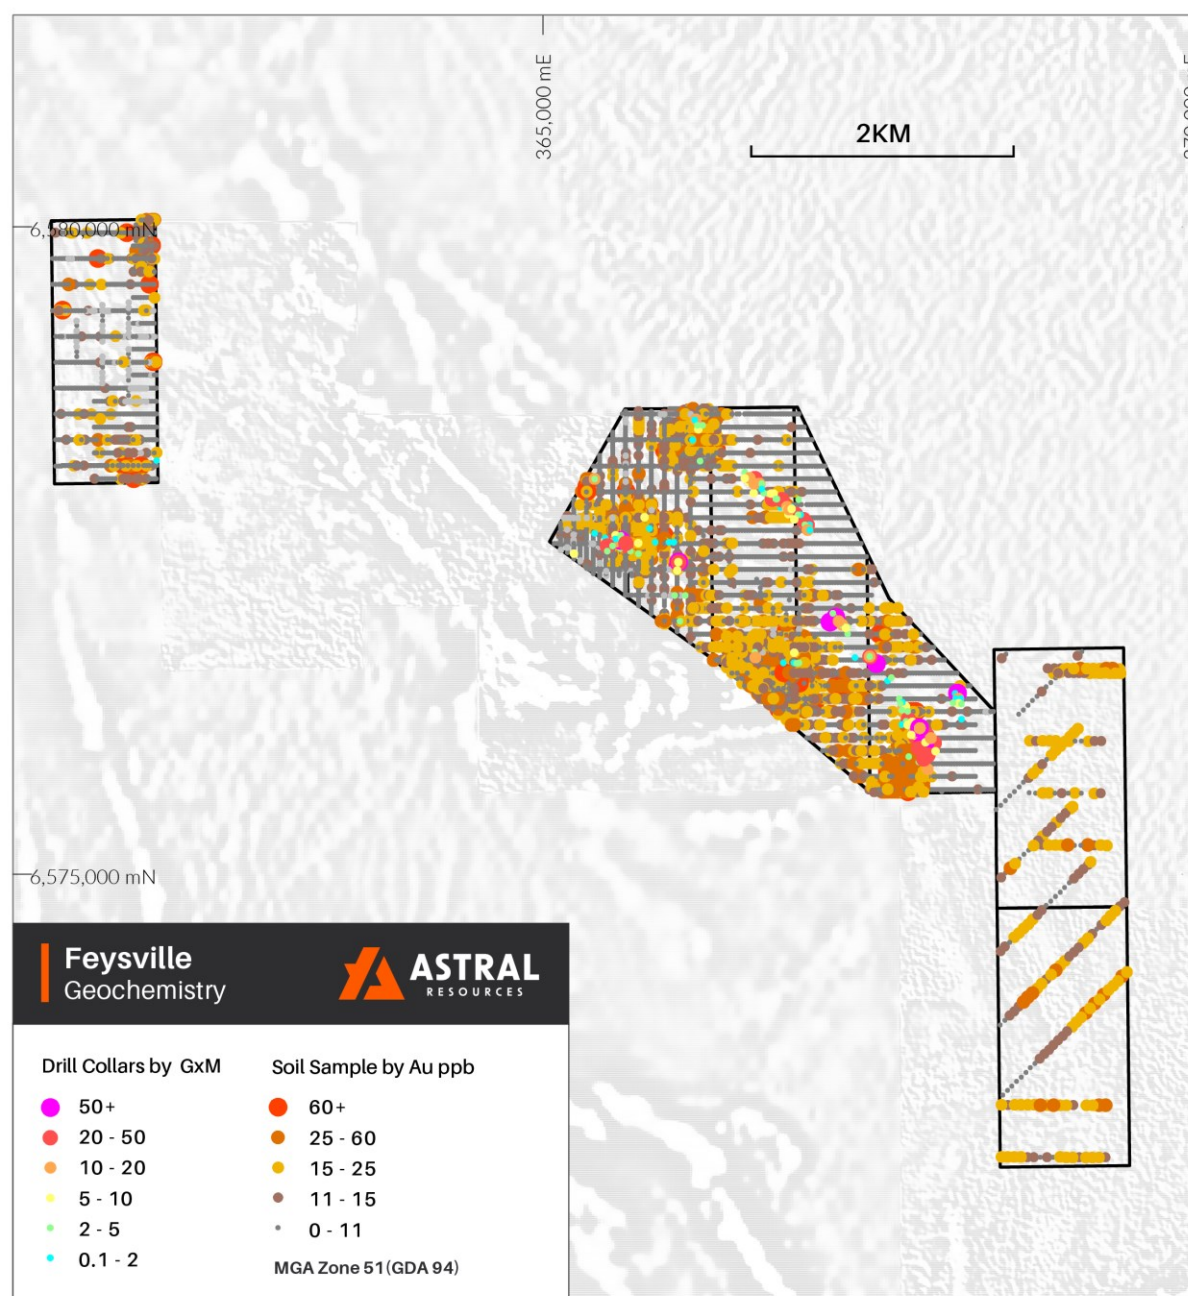 365,000 mE
2KM
6,580,000 mN
6,575,000 mN
Feysville
Geochemistry
ASTRAL
RESOURCES
Drill Collars by GxM
50+
20 - 50
10 - 20
5 - 10
2 - 5
0.1 - 2
Soil Sample by Au ppb
60+
25 - 60
15 - 25
11 - 15
0 - 11
MGA Zone 51(GDA 94)